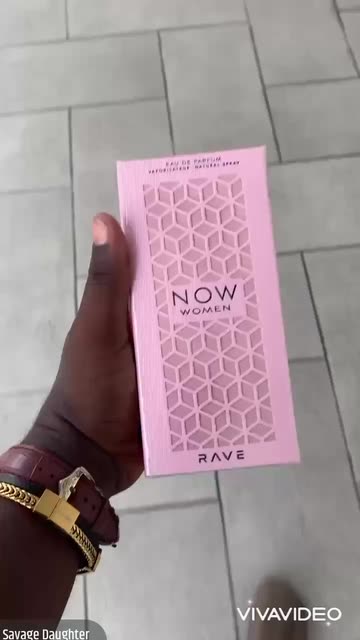 EAU DE PARFUM
VAPORISATEUR · NATURAL SPRAY
NOW
WOMEN
RAVE
VIVAVIDEO
Savage Daughter